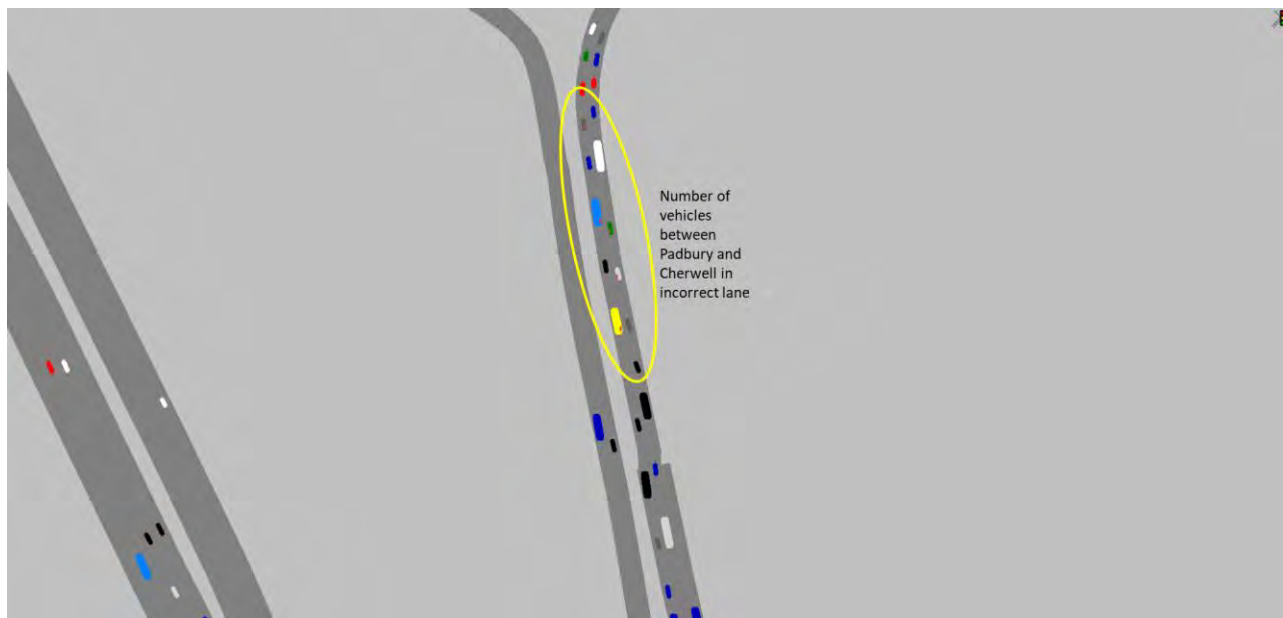 Number of
vehicles
between
Padbury and
Cherwell in
incorrect lane